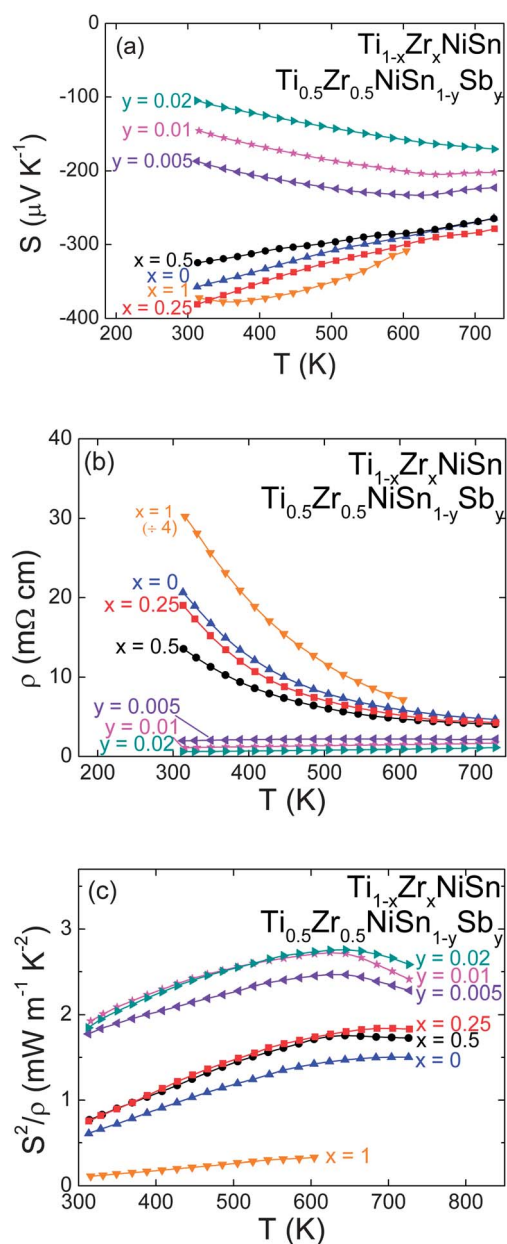 (a)
Ti1-xZrxNiSn
Ti0.5Zr0.5NiSn1-ySby
0
-100
-200
-300
-400
S (μV K-1)
y = 0.02
y = 0.01
y = 0.005
x = 0.5
x = 0
x = 1
x = 0.25
200 300 400 500 600 700
T (K)
(b)
Ti1-xZrxNiSn
Ti0.5Zr0.5NiSn1-ySby
40
30
20
10
0
ρ (mΩ cm)
x = 1
(÷ 4)
x = 0
x = 0.25
x = 0.5
y = 0.005
y = 0.01
y = 0.02
200 300 400 500 600 700
T (K)
(c)
Ti1-xZrxNiSn
Ti0.5Zr0.5NiSn1-ySby
3
2
1
0
S2/ρ (mW m-1 K-2)
y = 0.02
y = 0.01
y = 0.005
x = 0.25
x = 0.5
x = 0
x = 1
300 400 500 600 700 800
T (K)